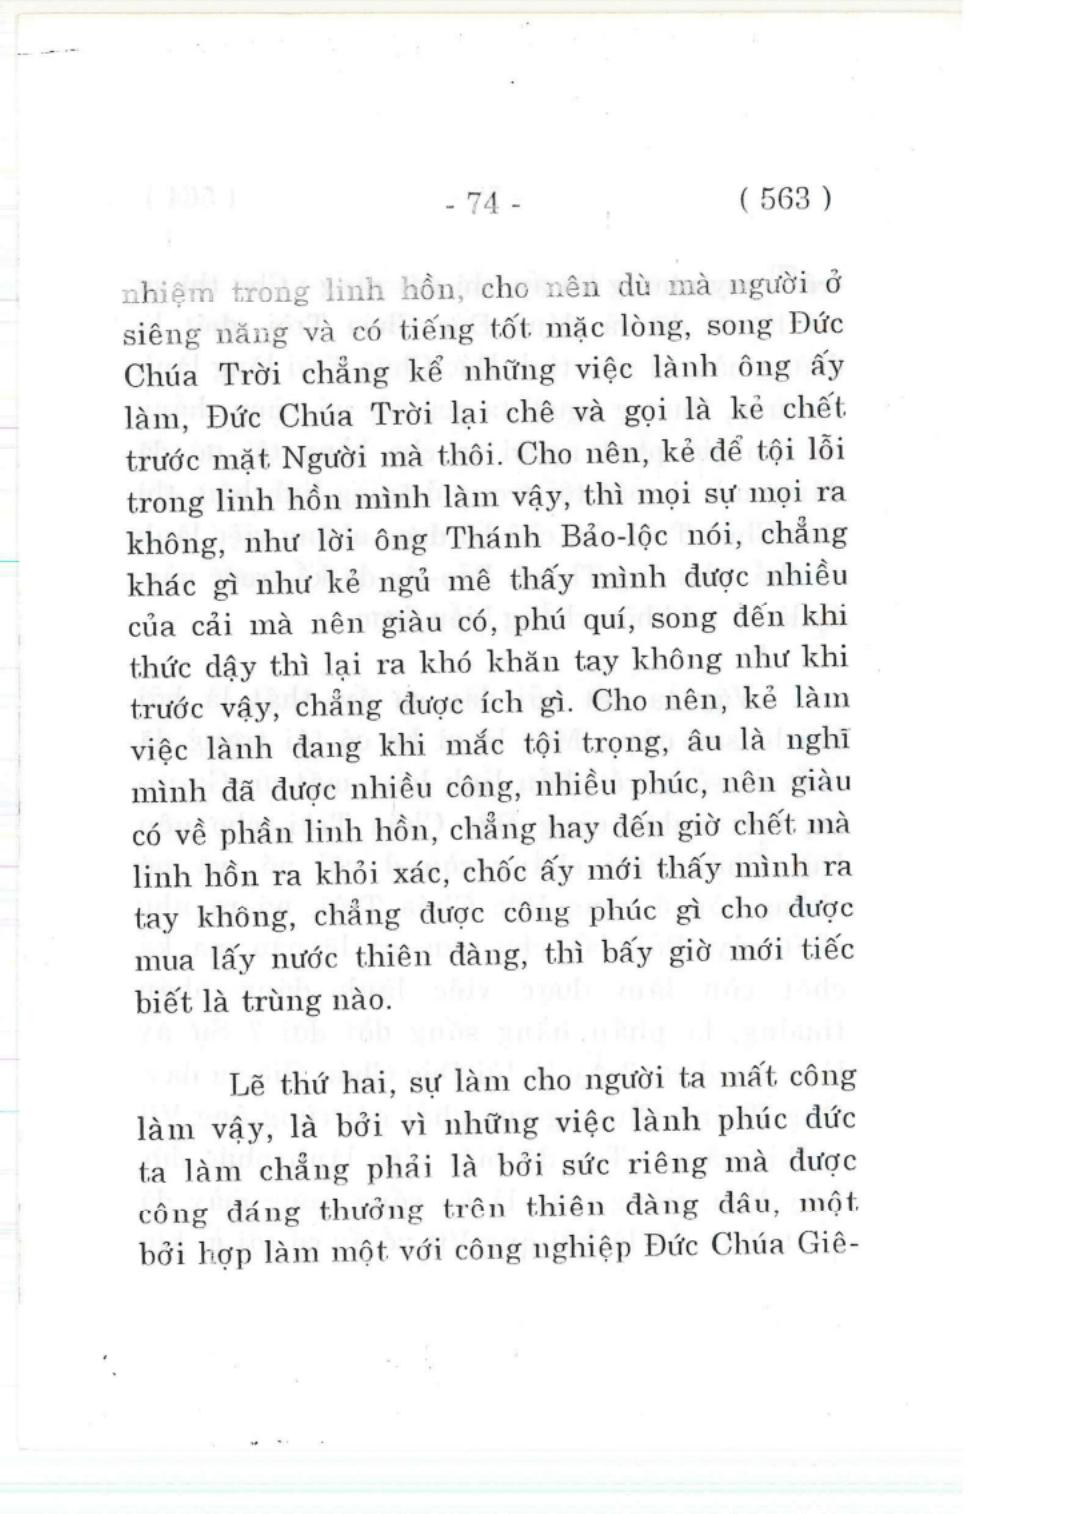 - 74 - ( 563 )
nhiệm trong linh hồn, cho nên dù mà người ở
siêng năng và có tiếng tốt mặc lòng, song Đức
Chúa Trời chẳng kể những việc lành ông ấy
làm, Đức Chúa Trời lại chê và gọi là kẻ chết
trước mặt Người mà thôi. Cho nên, kẻ để tội lỗi
trong linh hồn mình làm vậy, thì mọi sự mọi ra
không, như lời ông Thánh Bảo-lộc nói, chẳng
khác gì như kẻ ngủ mê thấy mình được nhiều
của cải mà nên giàu có, phú quí, song đến khi
thức dậy thì lại ra khó khăn tay không như khi
trước vậy, chẳng được ích gì. Cho nên, kẻ làm
việc lành đang khi mắc tội trọng, âu là nghĩ
mình đã được nhiều công, nhiều phúc, nên giàu
có về phần linh hồn, chẳng hay đến giờ chết mà
linh hồn ra khỏi xác, chốc ấy mới thấy mình ra
tay không, chẳng được công phúc gì cho được
mua lấy nước thiên đàng, thì bấy giờ mới tiếc
biết là trùng nào.
Lẽ thứ hai, sự làm cho người ta mất công
làm vậy, là bởi vì những việc lành phúc đức
ta làm chẳng phải là bởi sức riêng mà được
công đáng thưởng trên thiên đàng đâu, một
bởi hợp làm một với công nghiệp Đức Chúa Giê-